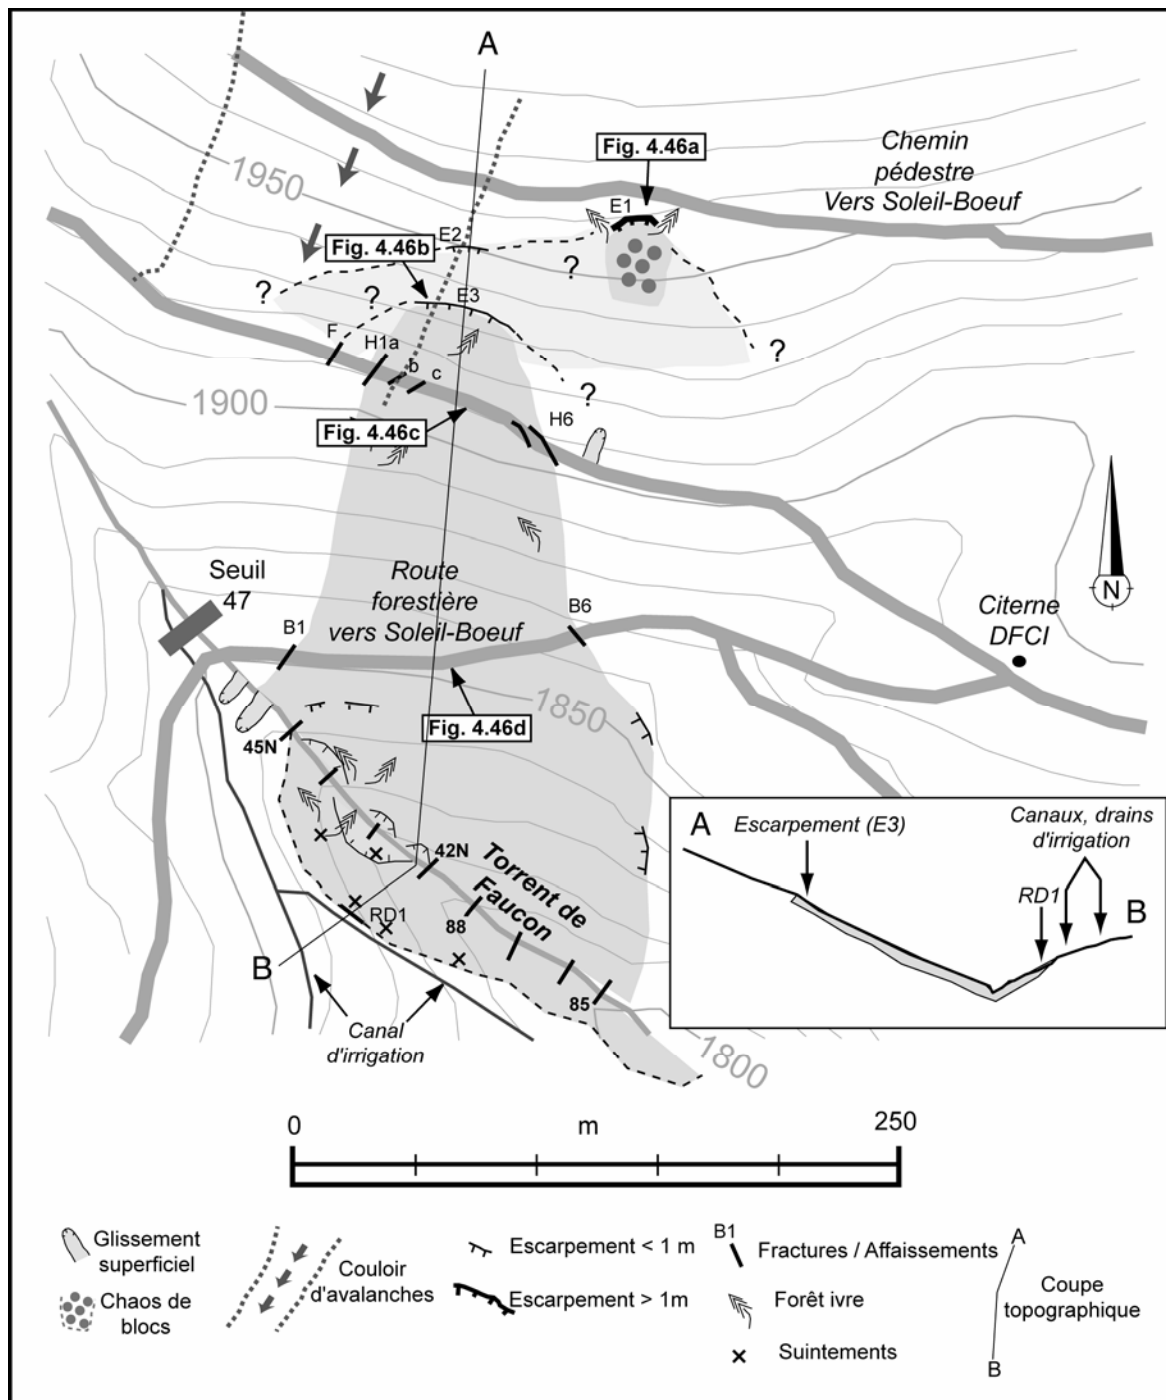 A
Chemin
pédestre
Vers Soleil-Boeuf
Fig. 4.46a
1950
E1
E2
Fig. 4.46b
?
?
?
E3
F
H1a
b
c
?
?
1900
Fig. 4.46c
H6
Seuil
47
Route
forestière
vers Soleil-Boeuf
B1
B6
N
Citerne
DFCI
1850
Fig. 4.46d
45N
42N
Torrent de
Faucon
RD1
88
B
85
Canal
d'irrigation
1800
A
Escarpement (E3)
Canaux, drains
d'irrigation
RD1
B
0
m
250
Glissement
superficiel
Chaos de
blocs
Couloir
d'avalanches
Escarpement < 1 m
Escarpement > 1m
B1
Fractures / Affaissements
Forêt ivre
Suintements
A
Coupe
topographique
B